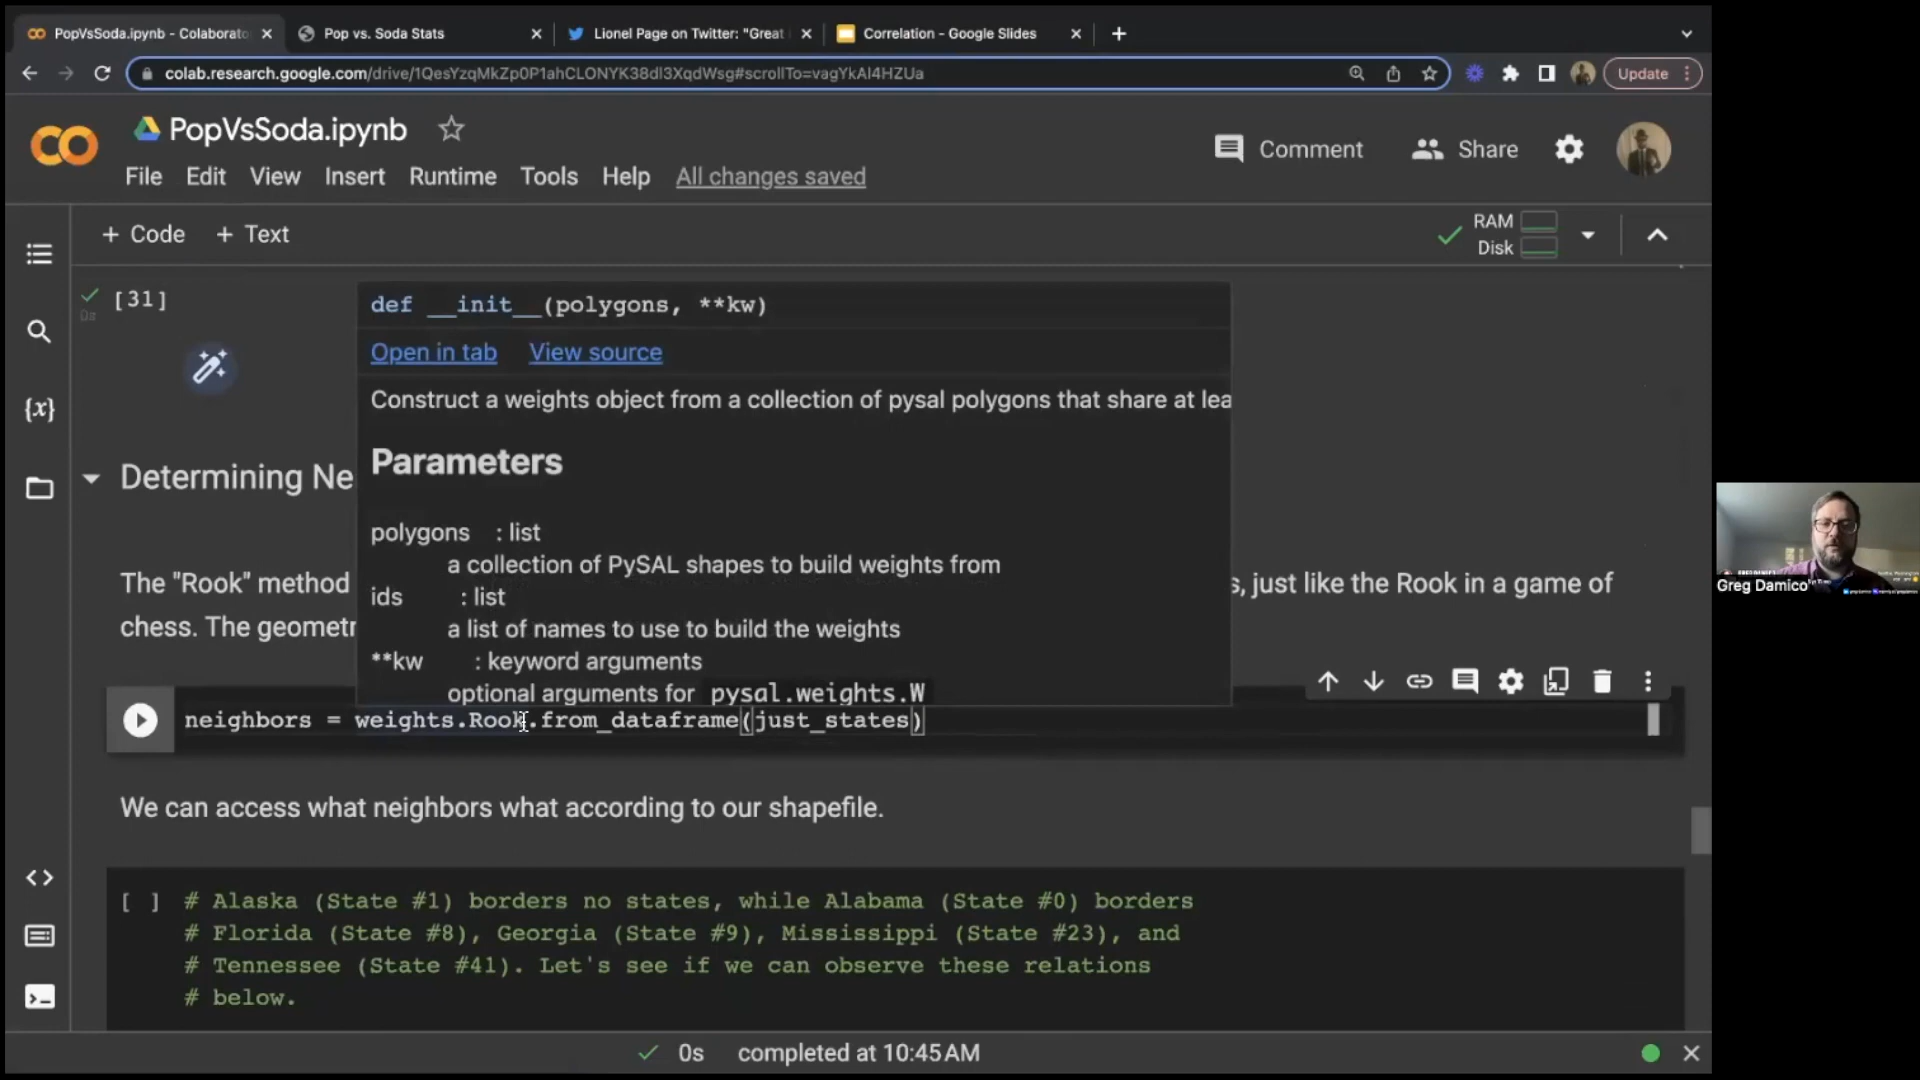 PopVsSoda.ipynb - Colaborato
Pop vs. Soda Stats
Lionel Page on Twitter: "Great
Correlation - Google Slides
colab.research.google.com/drive/1QesYzqMkZp0P1ahCLONYK38dI3XqdWsg#scrollTo=vagYkAI4HZUa
Update
PopVsSoda.ipynb
File Edit View Insert Runtime Tools Help All changes saved
Comment
Share
+ Code + Text
RAM
Disk
[31]
0s
def __init__(polygons, **kw)
Open in tab View source
Construct a weights object from a collection of pysal polygons that share at lea
Parameters
Determining Ne
polygons : list
a collection of PySAL shapes to build weights from
ids : list
The "Rook" method
s, just like the Rook in a game of
a list of names to use to build the weights
chess. The geometr
**kw : keyword arguments
optional arguments for pysal.weights.W
neighbors = weights.Rook.from_dataframe(just_states)
We can access what neighbors what according to our shapefile.
[ ] # Alaska (State #1) borders no states, while Alabama (State #0) borders
# Florida (State #8), Georgia (State #9), Mississippi (State #23), and
# Tennessee (State #41). Let's see if we can observe these relations
# below.
0s completed at 10:45 AM
Greg Damico